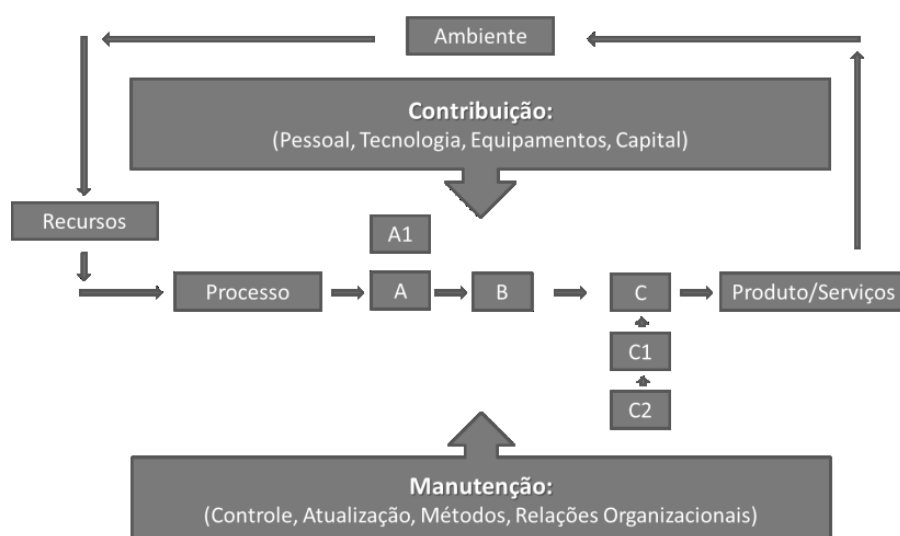 Ambiente
Contribuição:
(Pessoal, Tecnologia, Equipamentos, Capital)
Recursos
A1
Processo
A
B
C
Produto/Serviços
C1
C2
Manutenção:
(Controle, Atualização, Métodos, Relações Organizacionais)